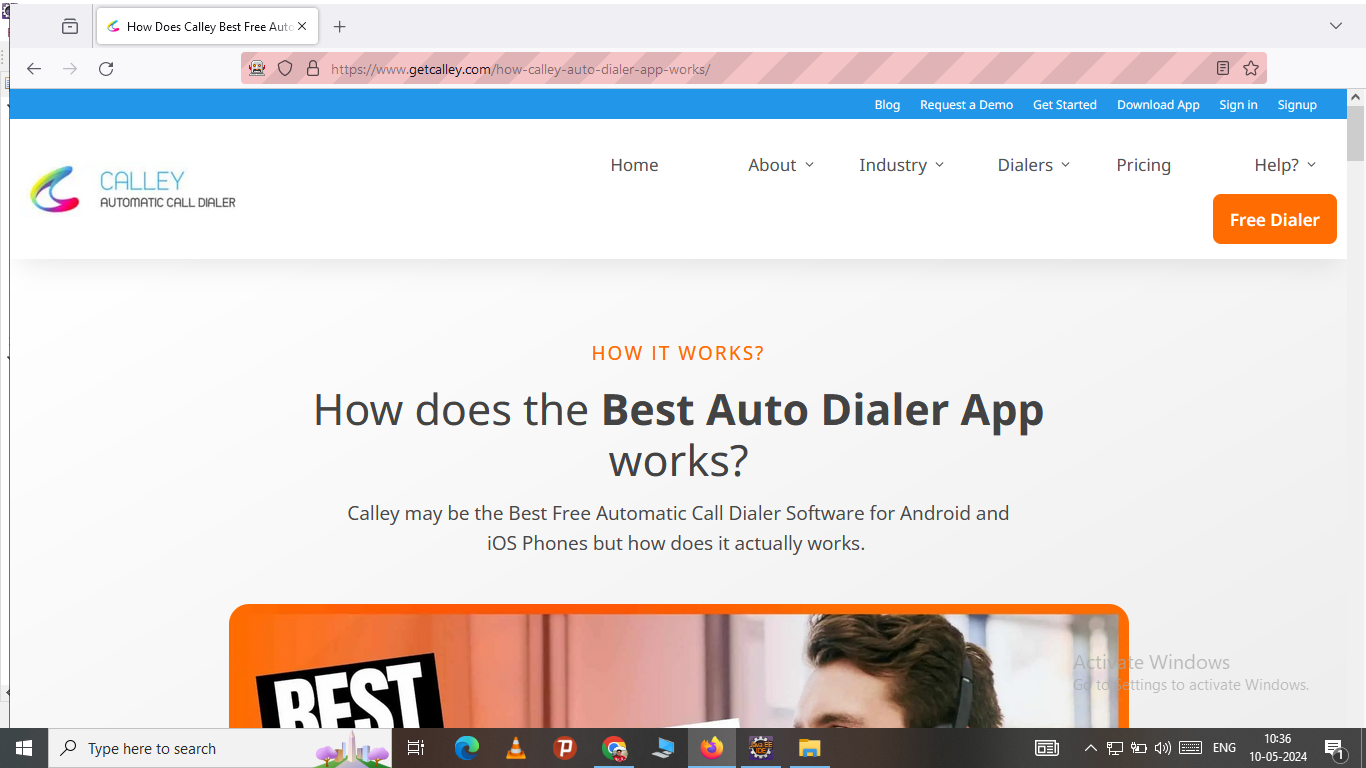 How Does Calley Best Free Auto
https://www.getcalley.com/how-calley-auto-dialer-app-works/
Blog Request a Demo Get Started Download App Sign in Signup
CALLEY
AUTOMATIC CALL DIALER
Home About Industry Dialers Pricing Help?
Free Dialer
HOW IT WORKS?
How does the Best Auto Dialer App
works?
Calley may be the Best Free Automatic Call Dialer Software for Android and
iOS Phones but how does it actually works.
BEST
Activate Windows
Go to Settings to activate Windows.
Type here to search
JAVA EE
IDE
ENG
10:36
10-05-2024
1